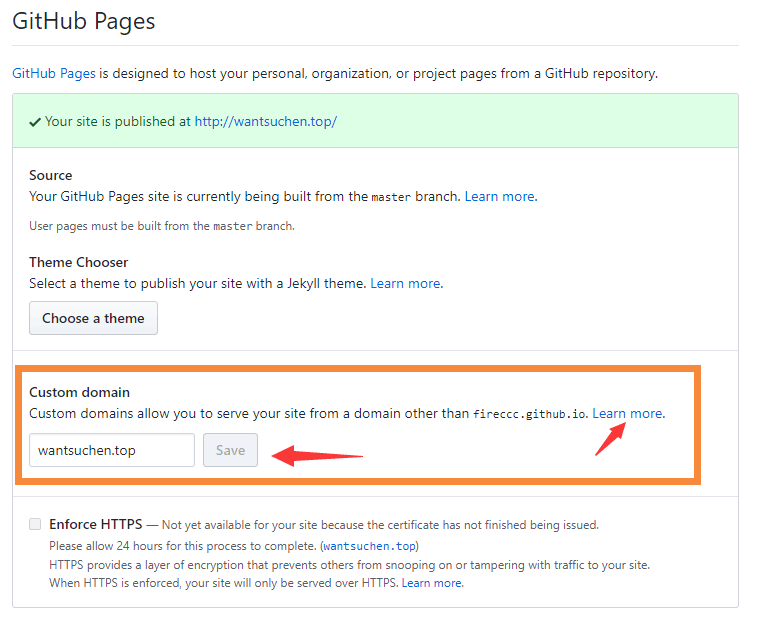 GitHub Pages
GitHub Pages is designed to host your personal, organization, or project pages from a GitHub repository.
Your site is published at http://wantsuchen.top/
Source
Your GitHub Pages site is currently being built from the master branch. Learn more.
User pages must be built from the master branch.
Theme Chooser
Select a theme to publish your site with a Jekyll theme. Learn more.
Choose a theme
Custom domain
Custom domains allow you to serve your site from a domain other than fireccc.github.io. Learn more.
wantsuchen.top Save
Enforce HTTPS — Not yet available for your site because the certificate has not finished being issued.
Please allow 24 hours for this process to complete. (wantsuchen.top)
HTTPS provides a layer of encryption that prevents others from snooping on or tampering with traffic to your site.
When HTTPS is enforced, your site will only be served over HTTPS. Learn more.